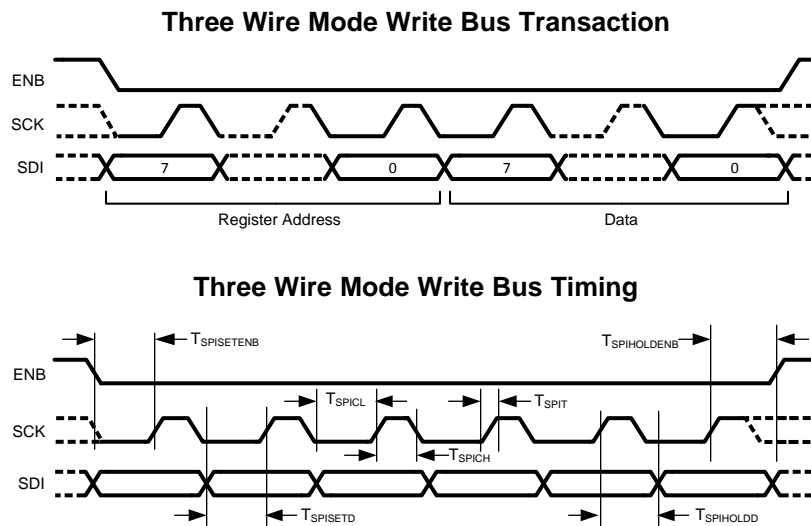 Three Wire Mode Write Bus Transaction
ENB
SCK
SDI
7
0
7
0
Register Address
Data
Three Wire Mode Write Bus Timing
TSPISETENB
TSPIHOLDENB
ENB
TSPICL
TSPIT
SCK
TSPICH
SDI
TSPISETD
TSPIHOLDD